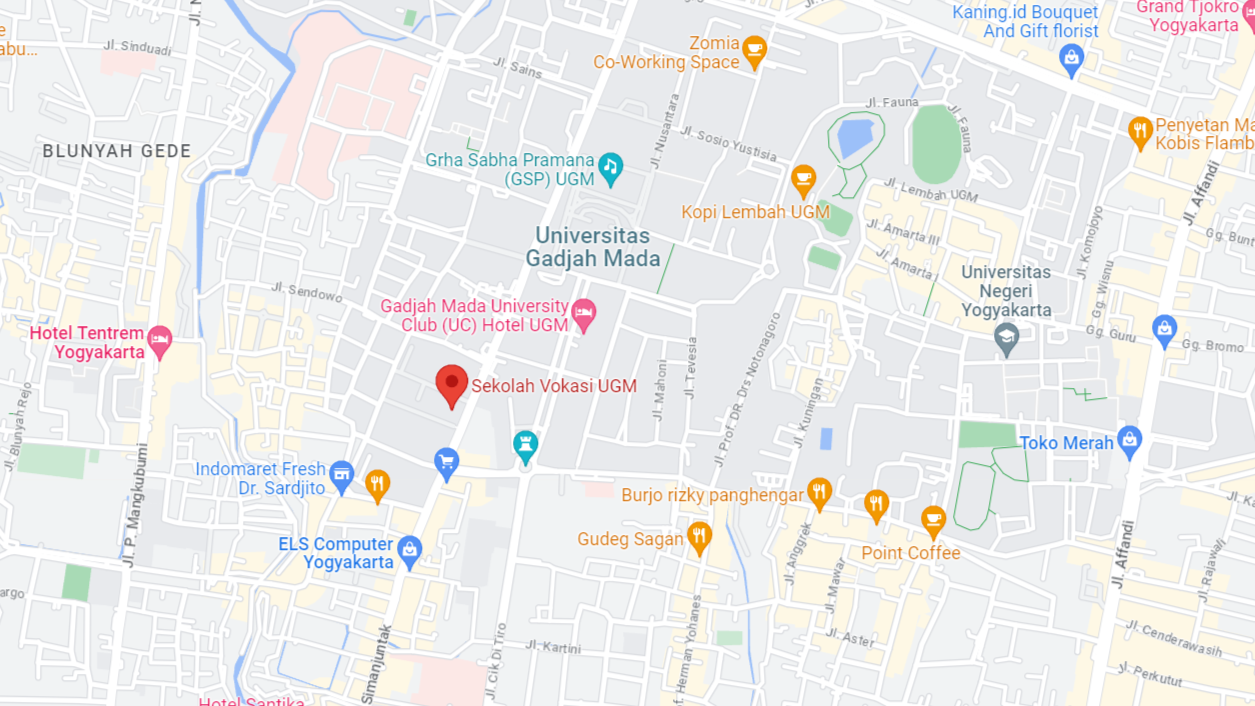 Kaning.id Bouquet
And Gift florist
Grand Tjokro
Yogyakarta
Zomia
Co-Working Space
Jl. Sinduadi
Jl. Sains
Jl. Nusantara
Jl. Fauna
Jl. Fauna
Jl. Sosio Yustisia
Penyetan Ma
Kobis Flamb
BLUNYAH GEDE
Grha Sabha Pramana
(GSP) UGM
Kopi Lembah UGM
Jl. Lembah UGM
Jl. Affandi
Jl. Amarta III
Jl. Amarta I
Jl. Komojoyo
Gg. Bunt
Universitas
Gadjah Mada
Universitas
Negeri
Yogyakarta
Gg. Wisnu
Jl. Sendowo
Gadjah Mada University
Club (UC) Hotel UGM
Hotel Tentrem
Yogyakarta
Gg. Guru
Gg. Bromo
Jl. Mahoni
Jl. Tevesia
Jl. Prof. DR. Drs Notonagoro
Jl. Kuningan
Sekolah Vokasi UGM
Jl. Blunyah Rejo
Jl. P. Mangkubumi
Toko Merah
Indomaret Fresh
Dr. Sardjito
Burjo rizky panghengar
Gudeg Sagan
Point Coffee
ELS Computer
Yogyakarta
Jl. Anggrek
Jl. Mawar
Jl. Affandi
Jl. Rajawali
Jl. Aster
Jl. Cenderawasih
Jl. Perkutut
Jl. Kartini
Jl. Cik Di Tiro
Simanjuntak
Herman Yohanes
Hotel Santika